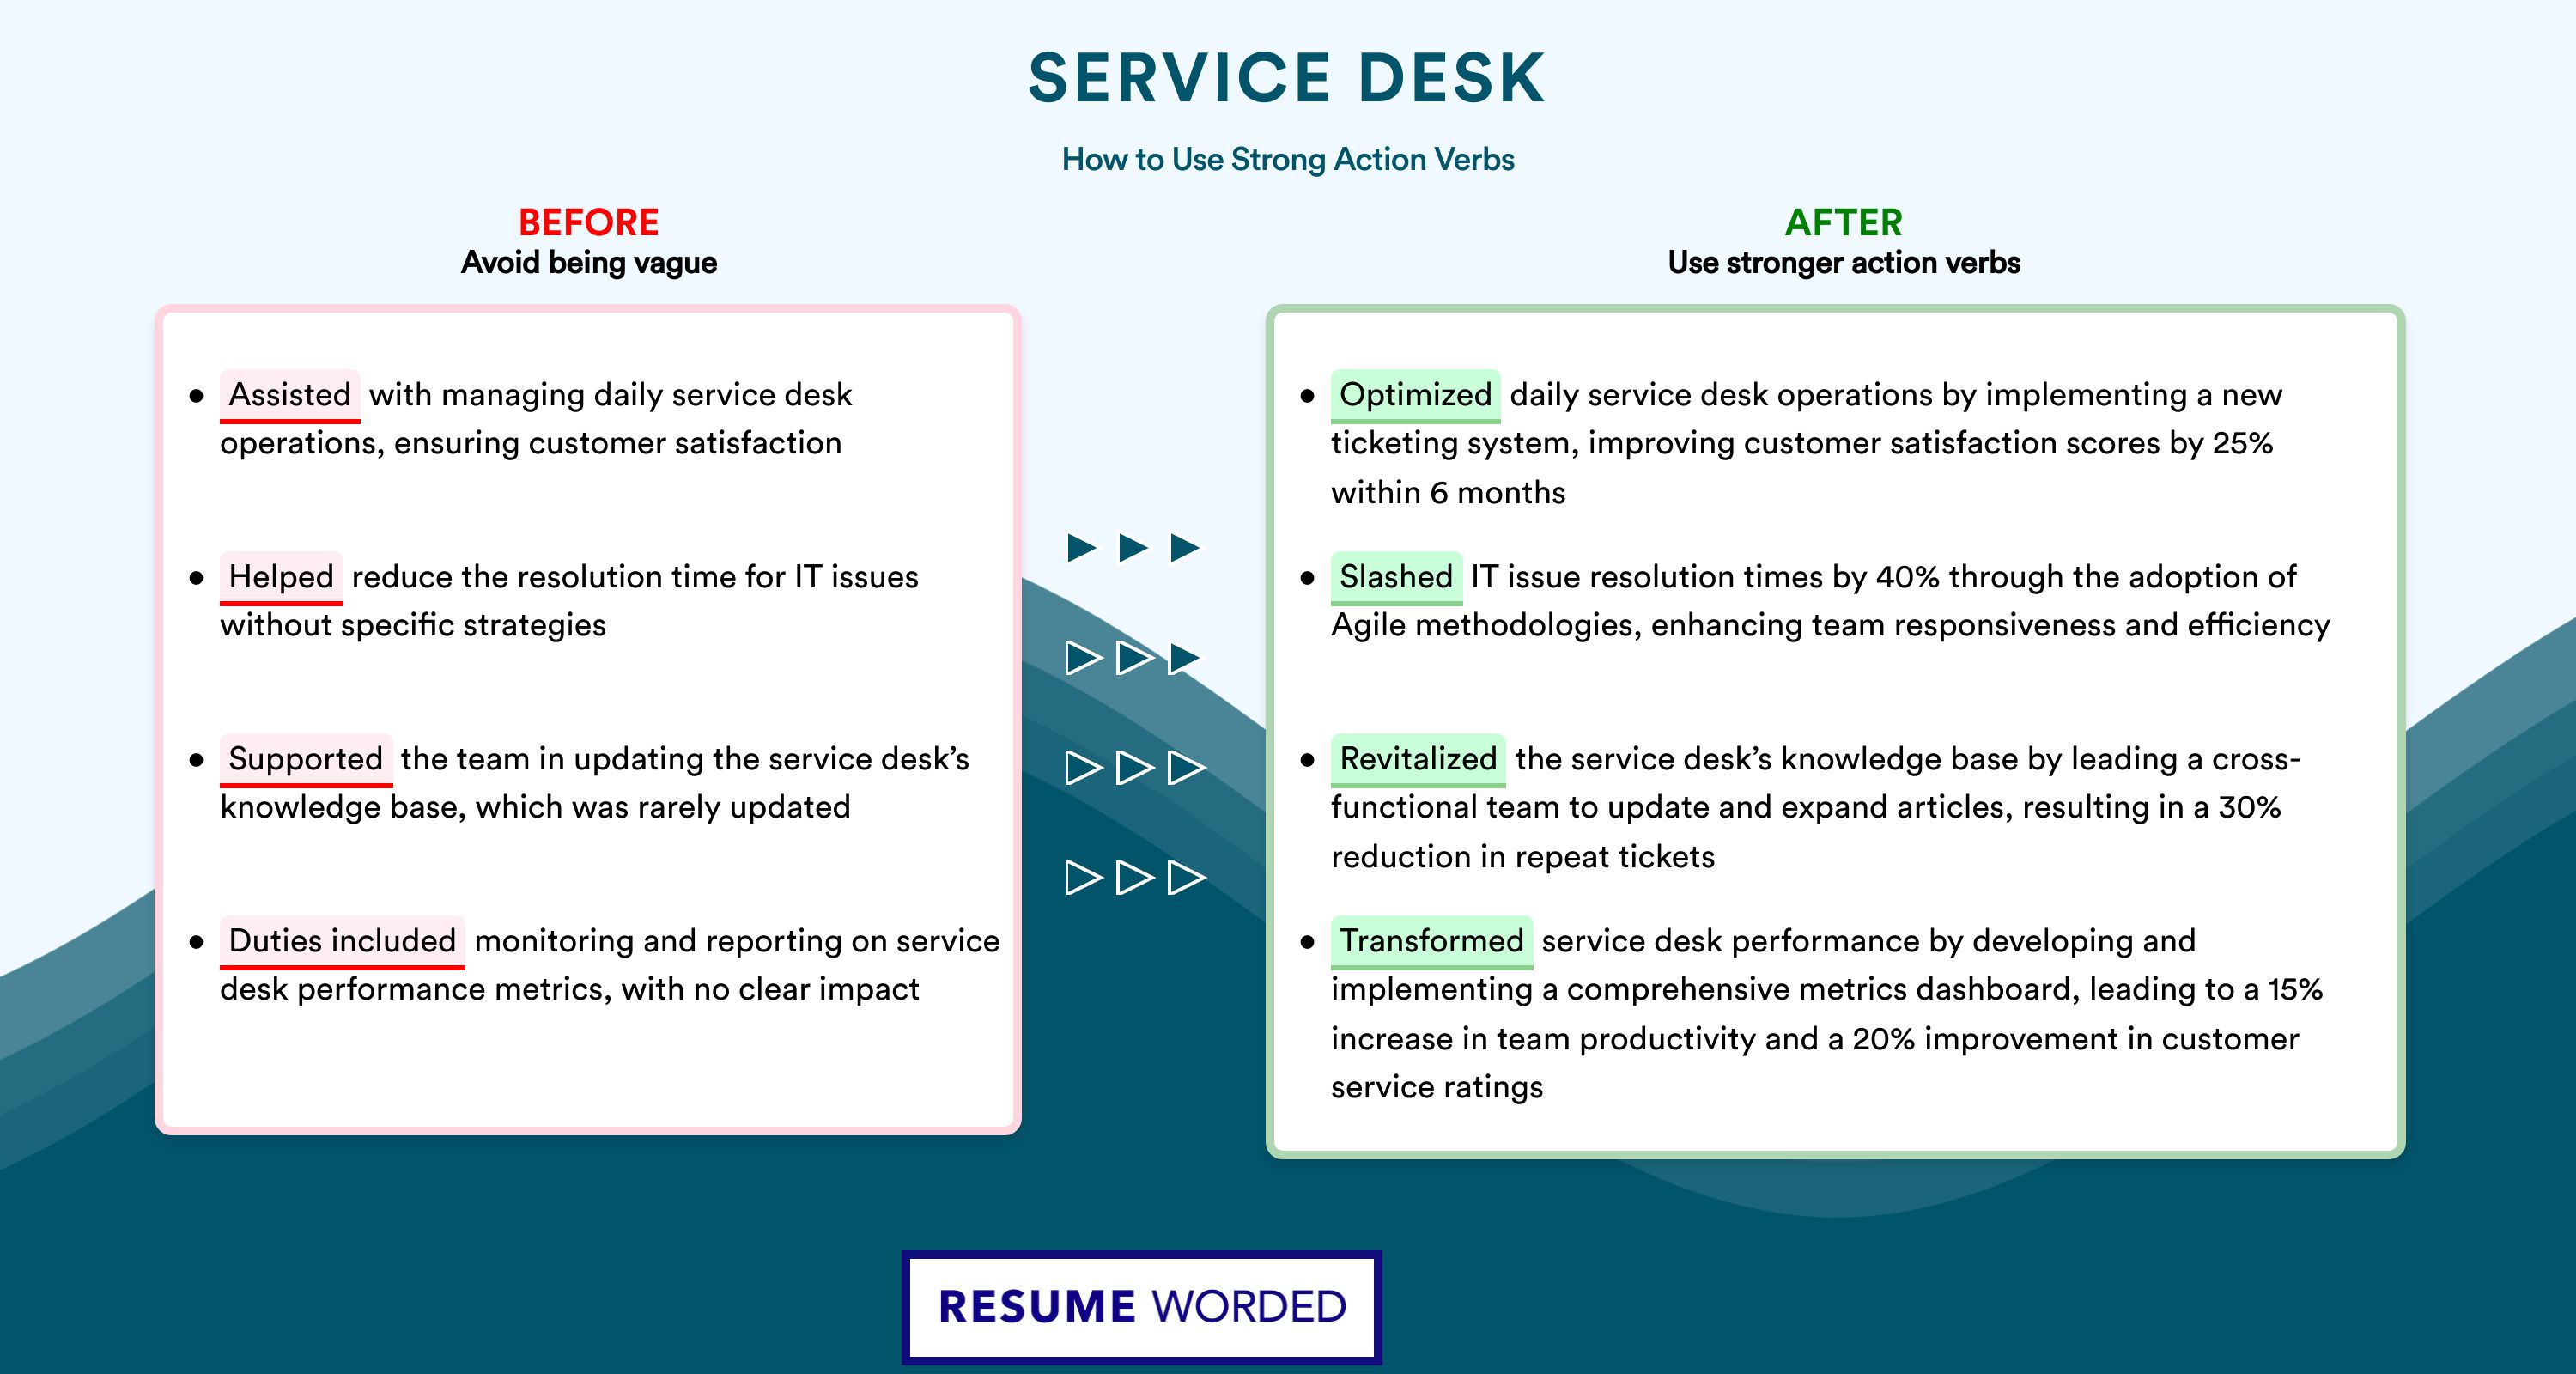 SERVICE DESK
How to Use Strong Action Verbs
BEFORE
Avoid being vague
• Assisted with managing daily service desk
operations, ensuring customer satisfaction
• Helped reduce the resolution time for IT issues
without specific strategies
• Supported the team in updating the service desk’s
knowledge base, which was rarely updated
• Duties included monitoring and reporting on service
desk performance metrics, with no clear impact
AFTER
Use stronger action verbs
• Optimized daily service desk operations by implementing a new
ticketing system, improving customer satisfaction scores by 25%
within 6 months
• Slashed IT issue resolution times by 40% through the adoption of
Agile methodologies, enhancing team responsiveness and efficiency
• Revitalized the service desk’s knowledge base by leading a cross-
functional team to update and expand articles, resulting in a 30%
reduction in repeat tickets
• Transformed service desk performance by developing and
implementing a comprehensive metrics dashboard, leading to a 15%
increase in team productivity and a 20% improvement in customer
service ratings
RESUME WORDED